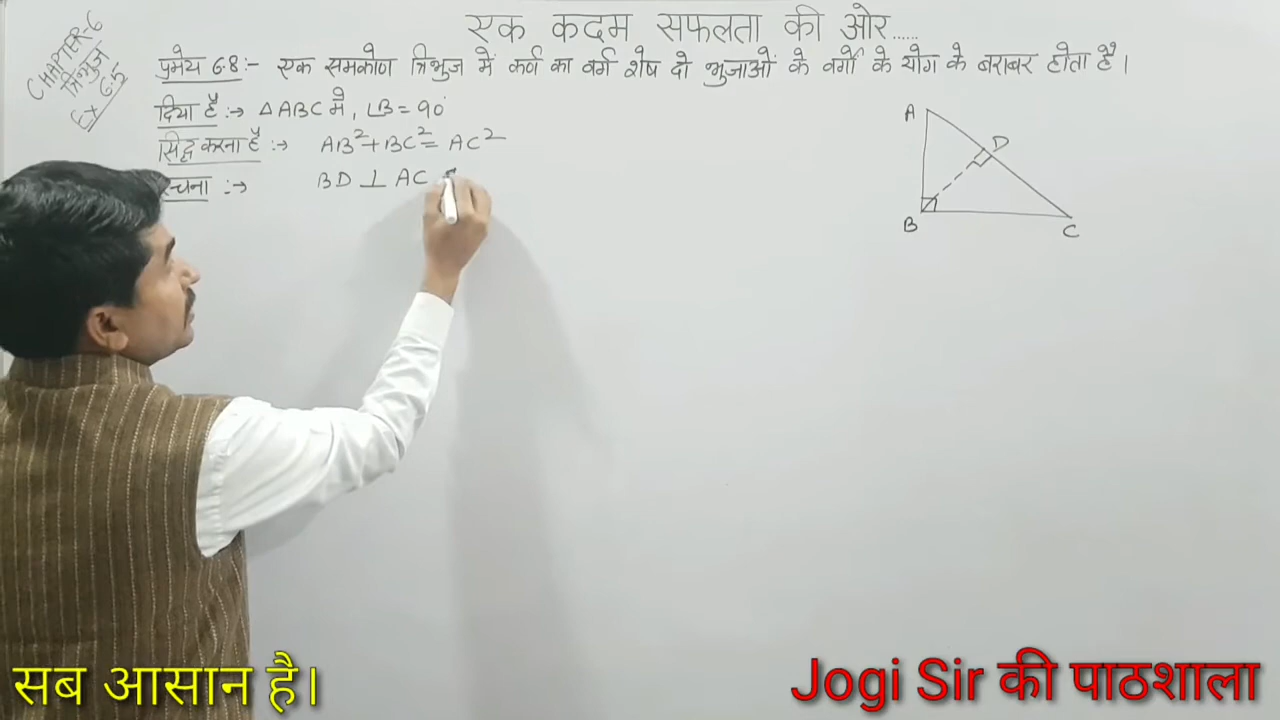 एक कदम सफलता की ओर......
CHAPTER-6
त्रिभुज
Ex 6.5
प्रमेय 6.8:- एक समकोण त्रिभुज में कर्ण का वर्ग शेष दो भुजाओं के वर्गों के योग के बराबर होता है।
दिया है:→ △ABC में, ∠B = 90°
सिद्ध करना है:→ AB²+BC² = AC²
:→ BD ⊥ AC
A
D
B
C
सब आसान है।
Jogi Sir की पाठशाला